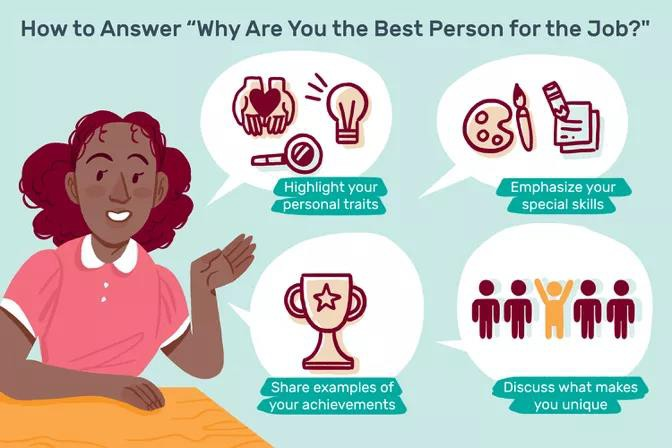 How to Answer “Why Are You the Best Person for the Job?"
Highlight your
personal traits
Emphasize your
special skills
Share examples of
your achievements
Discuss what makes
you unique